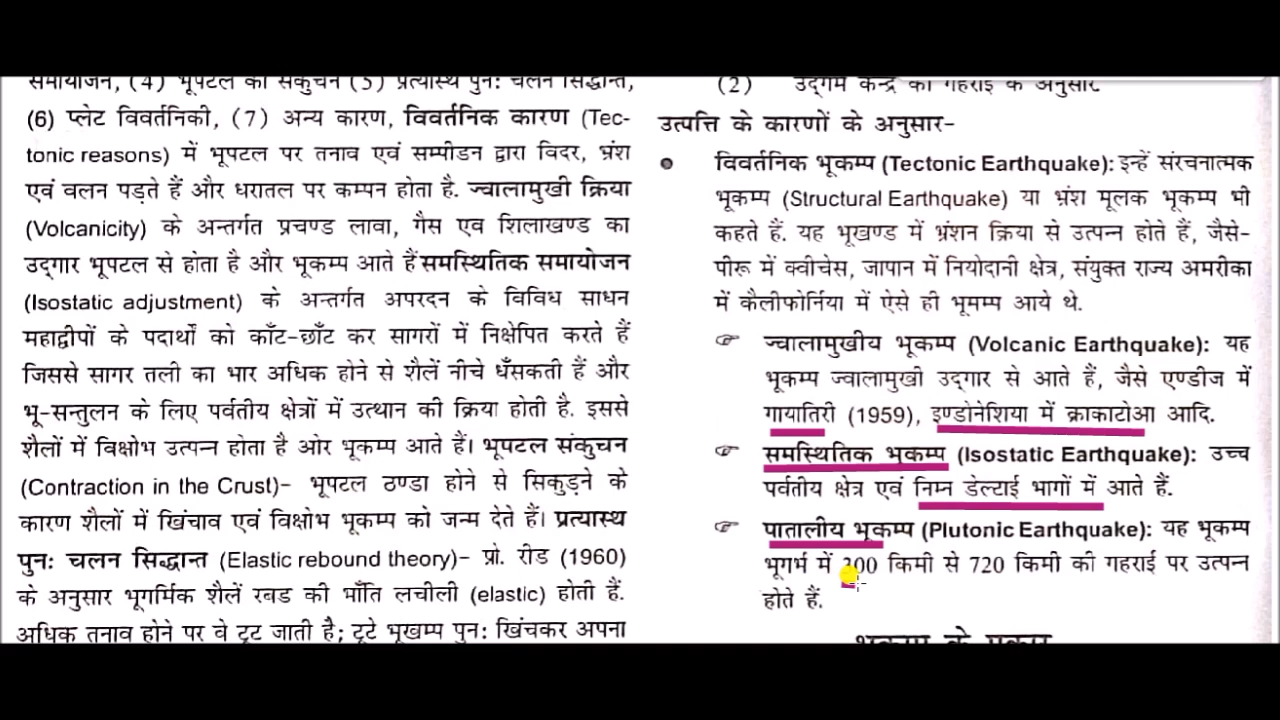 समायोजन, (4) भूपटल का संकुचन (5) प्रत्यास्थ पुनः चलन सिद्धान्त,
(6) प्लेट विवर्तनिकी, (7) अन्य कारण, विवर्तनिक कारण (Tec-
tonic reasons) में भूपटल पर तनाव एवं सम्पीडन द्वारा विदर, भ्रंश
एवं वलन पड़ते हैं और धरातल पर कम्पन होता है. ज्वालामुखी क्रिया
(Volcanicity) के अन्तर्गत प्रचण्ड लावा, गैस एव शिलाखण्ड का
उद्‌गार भूपटल से होता है और भूकम्प आते हैं समस्थितिक समायोजन
(Isostatic adjustment) के अन्तर्गत अपरदन के विविध साधन
महाद्वीपों के पदार्थों को काँट-छाँट कर सागरों में निक्षेपित करते हैं
जिससे सागर तली का भार अधिक होने से शैलें नीचे धँसकती हैं और
भू-सन्तुलन के लिए पर्वतीय क्षेत्रों में उत्थान की क्रिया होती है. इससे
शैलों में विक्षोभ उत्पन्न होता है ओर भूकम्प आते हैं। भूपटल संकुचन
(Contraction in the Crust)- भूपटल ठण्डा होने से सिकुड़ने के
कारण शैलों में खिंचाव एवं विक्षोभ भूकम्प को जन्म देते हैं। प्रत्यास्थ
पुनः चलन सिद्धान्त (Elastic rebound theory)- प्रो. रीड (1960)
के अनुसार भूगर्मिक शैलें रवड की भाँति लचीली (elastic) होती हैं.
अधिक तनाव होने पर वे टूट जाती है; टूटे भूखम्प पुनः खिंचकर अपना
(2) उद्‌गम केन्द्र की गहराई के अनुसार
उत्पत्ति के कारणों के अनुसार-
● विवर्तनिक भूकम्प (Tectonic Earthquake): इन्हें संरचनात्मक
भूकम्प (Structural Earthquake) या भ्रंश मूलक भूकम्प भी
कहते हैं. यह भूखण्ड में भ्रंशन क्रिया से उत्पन्न होते हैं, जैसे-
पीरू में क्वीचेस, जापान में नियोदानी क्षेत्र, संयुक्त राज्य अमरीका
में कैलीफोर्निया में ऐसे ही भूमम्प आये थे.
☞ ज्वालामुखीय भूकम्प (Volcanic Earthquake): यह
भूकम्प ज्वालामुखी उद्‌गार से आते हैं, जैसे एण्डीज में
गायातिरी (1959), इण्डोनेशिया में क्राकाटोआ आदि.
☞ समस्थितिक भूकम्प (Isostatic Earthquake): उच्च
पर्वतीय क्षेत्र एवं निम्न डेल्टाई भागों में आते हैं.
☞ पातालीय भूकम्प (Plutonic Earthquake): यह भूकम्प
भूगर्भ में 300 किमी से 720 किमी की गहराई पर उत्पन्न
होते हैं.